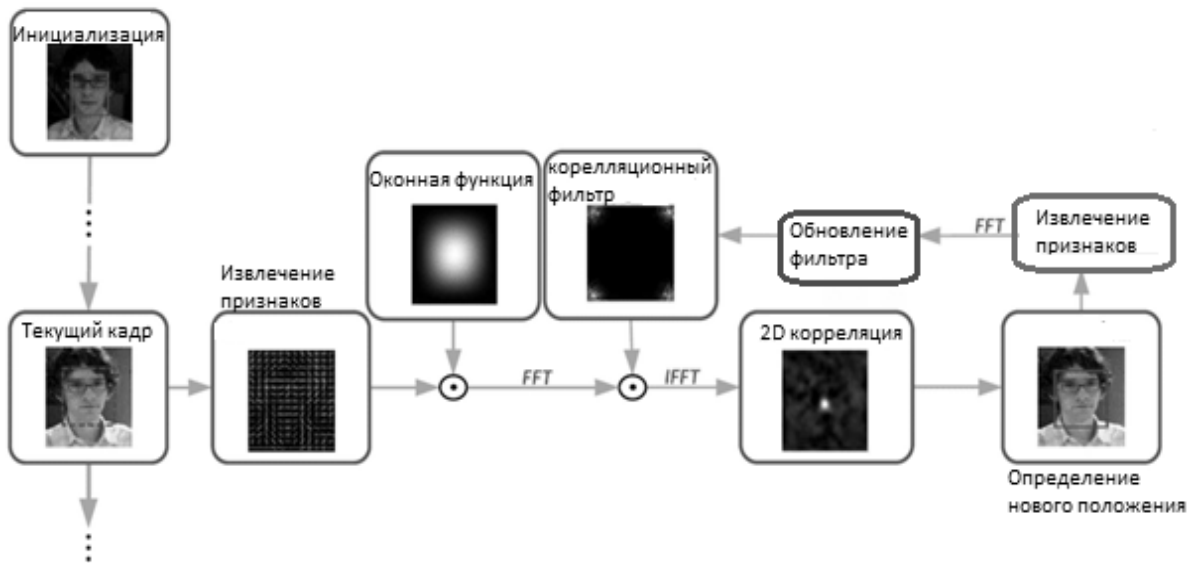 Инициализация
Текущий кадр
Извлечение
признаков
Оконная функция
корелляционный
фильтр
FFT
IFFT
2D корреляция
Обновление
фильтра
FFT
Извлечение
признаков
Определение
нового положения